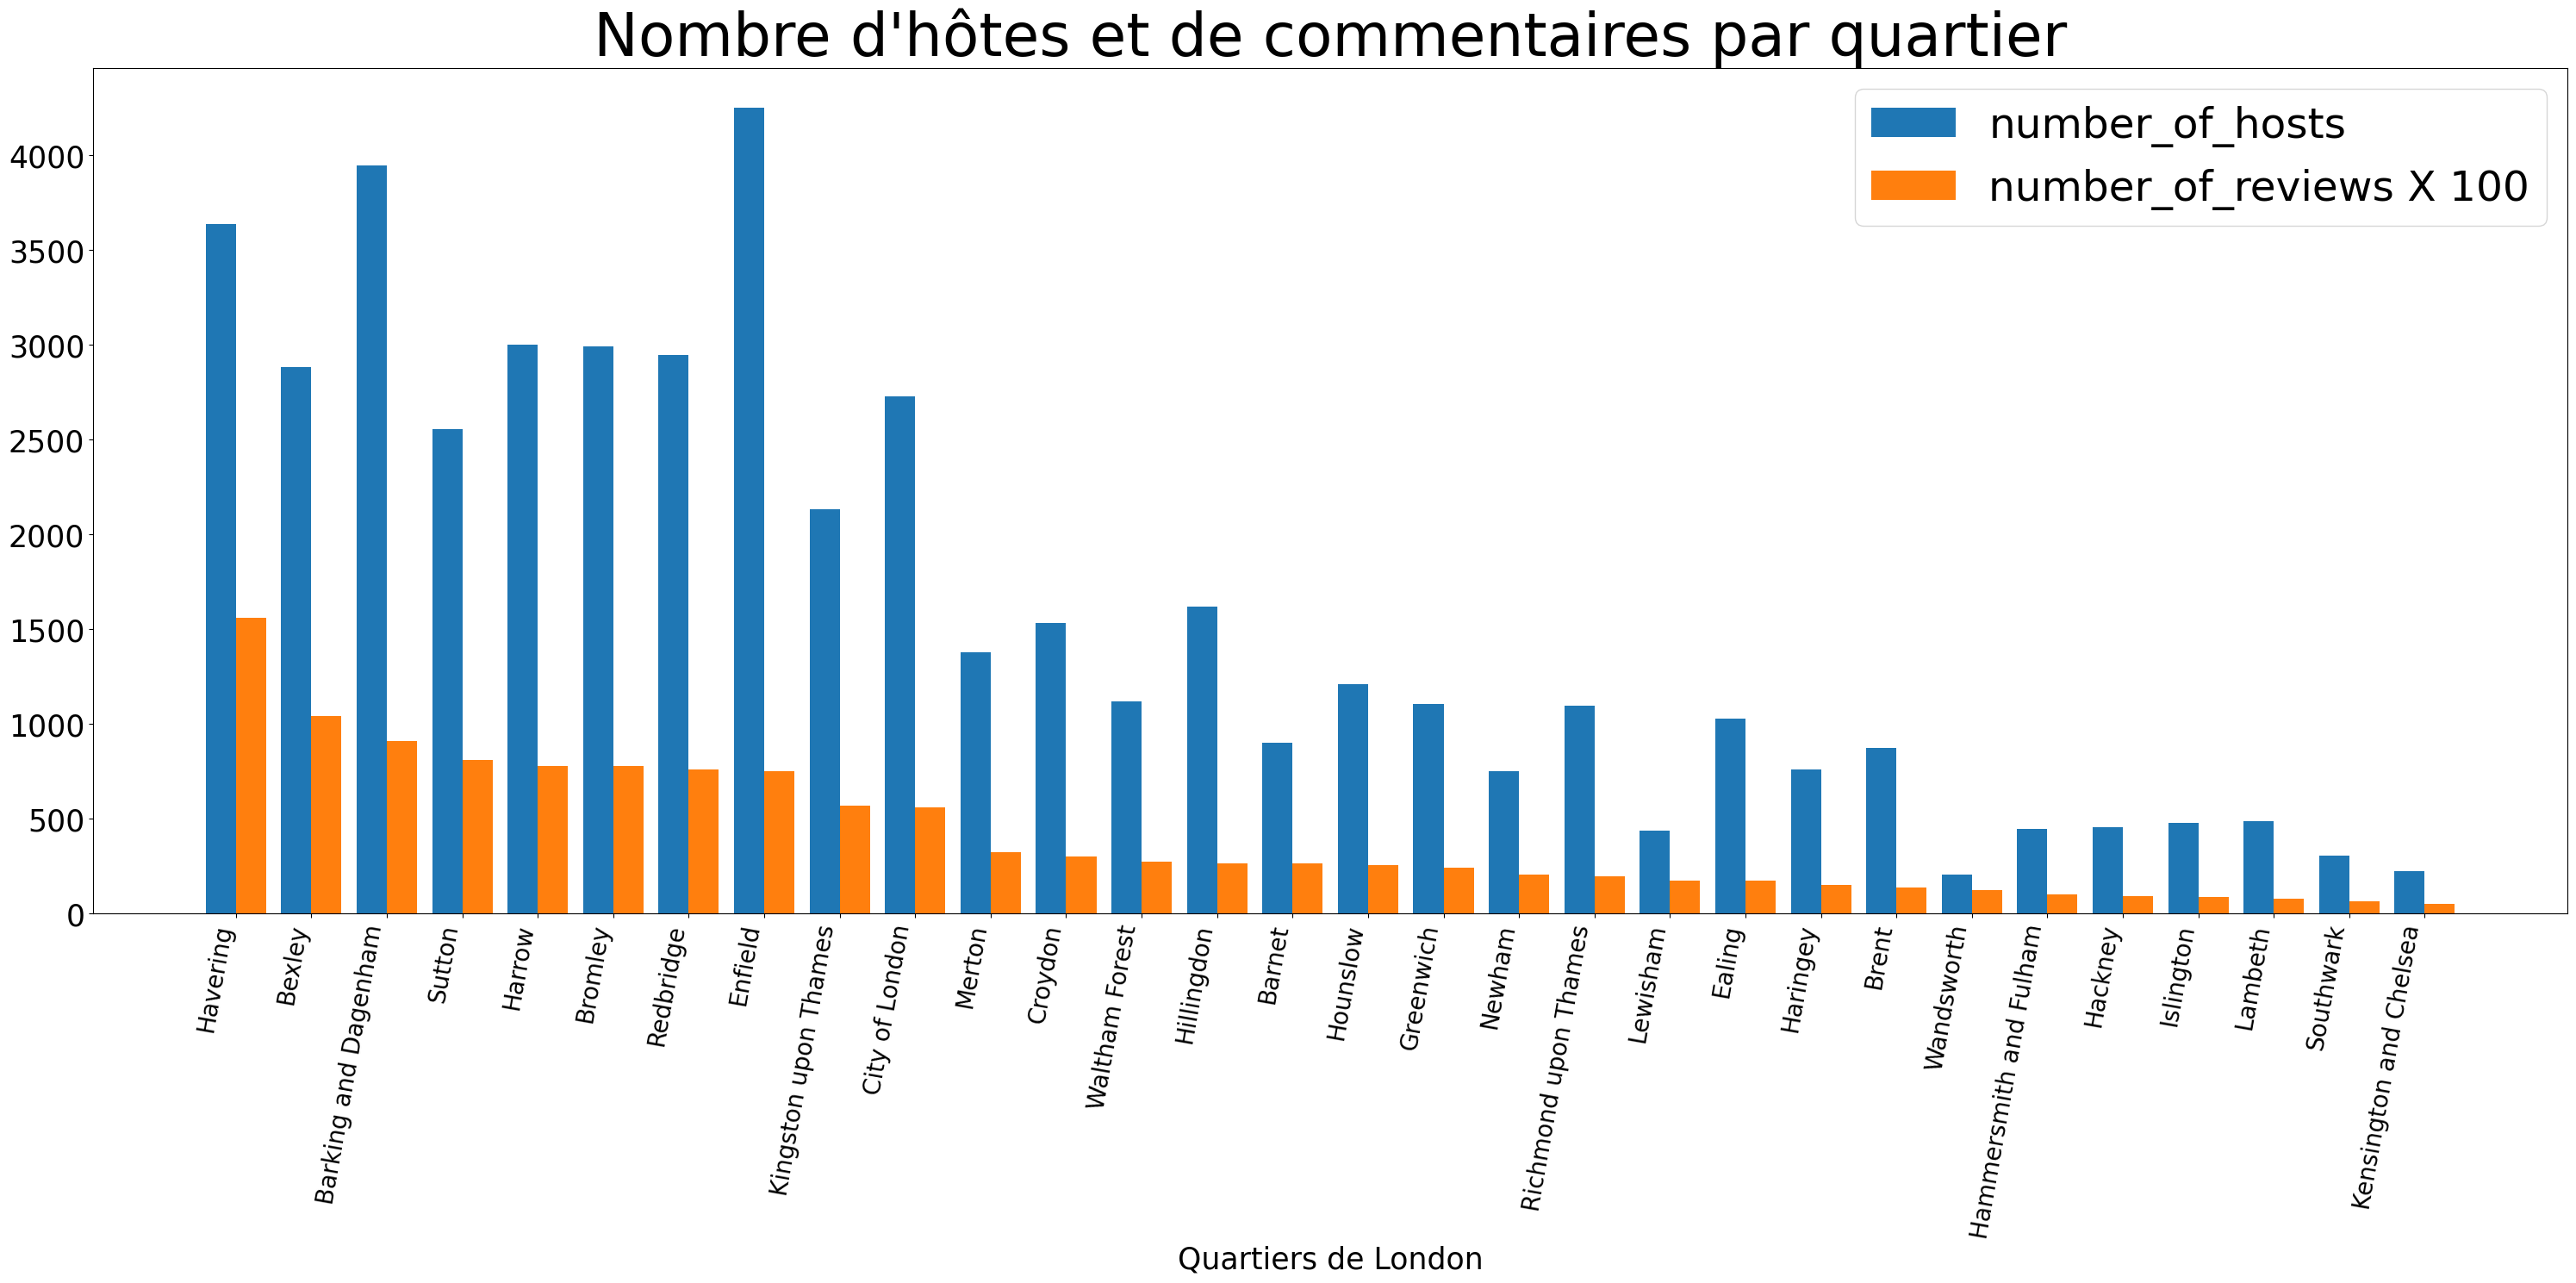 Nombre d'hôtes et de commentaires par quartier
number_of_hosts
number_of_reviews X 100
4000
3500
3000
2500
2000
1500
1000
500
0
Havering
Bexley
Barking and Dagenham
Sutton
Harrow
Bromley
Redbridge
Enfield
Kingston upon Thames
City of London
Merton
Croydon
Waltham Forest
Hillingdon
Barnet
Hounslow
Greenwich
Newham
Richmond upon Thames
Lewisham
Ealing
Haringey
Brent
Wandsworth
Hammersmith and Fulham
Hackney
Islington
Lambeth
Southwark
Kensington and Chelsea
Quartiers de London